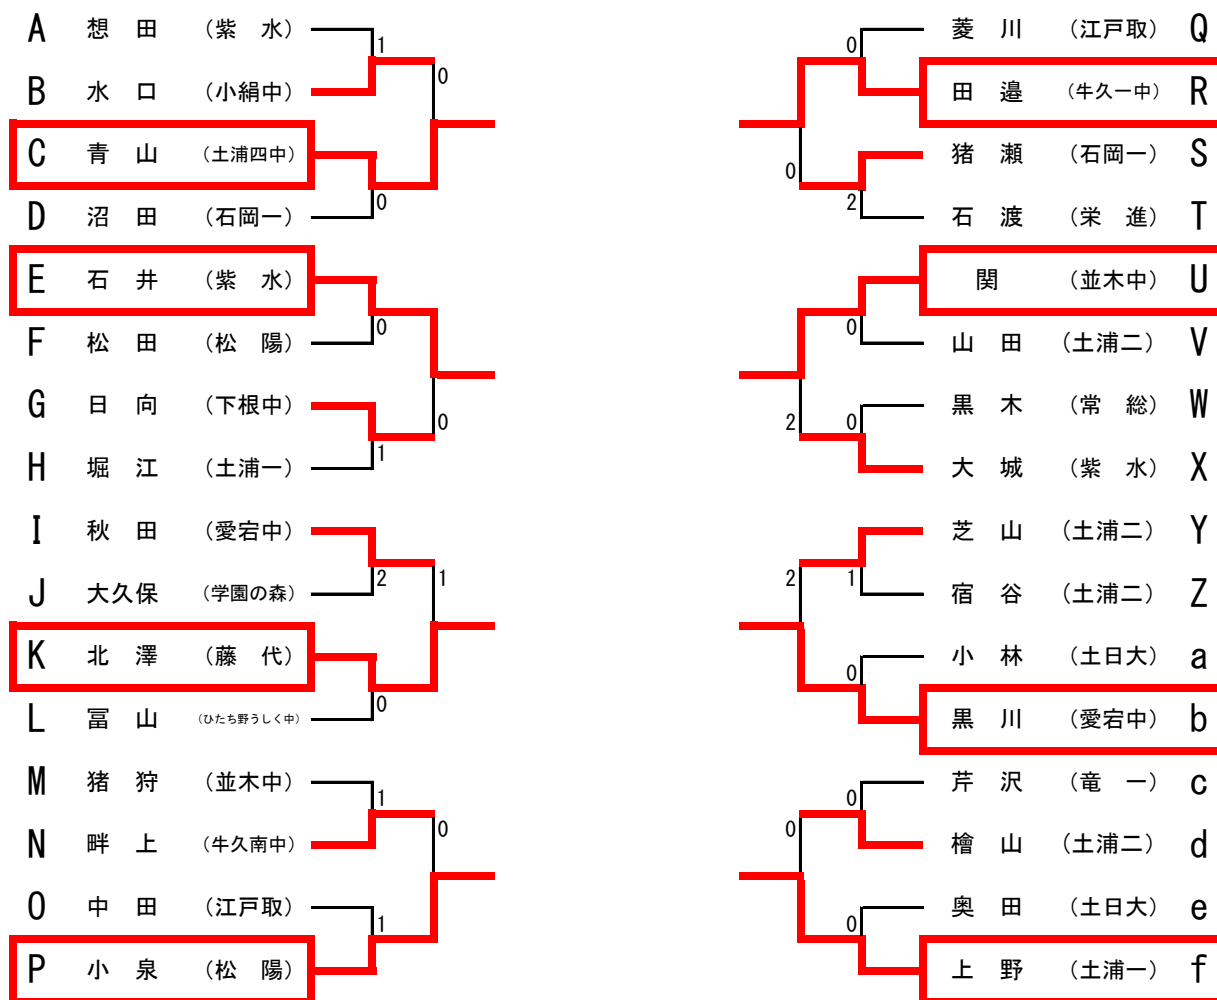 A 想 田 (紫 水)
1
0
B 水 口 (小絹中)
C 青 山 (土浦四中)
0
D 沼 田 (石岡一)
E 石 井 (紫 水)
0
F 松 田 (松 陽)
G 日 向 (下根中)
0
1
H 堀 江 (土浦一)
I 秋 田 (愛宕中)
2
1
J 大久保 (学園の森)
K 北 澤 (藤 代)
0
L 冨 山 (ひたち野うしく中)
M 猪 狩 (並木中)
1
0
N 畔 上 (牛久南中)
O 中 田 (江戸取)
1
P 小 泉 (松 陽)
菱 川 (江戸取) Q
0
田 邉 (牛久一中) R
猪 瀬 (石岡一) S
0
2
石 渡 (栄 進) T
関 (並木中) U
0
山 田 (土浦二) V
黒 木 (常 総) W
2
0
大 城 (紫 水) X
芝 山 (土浦二) Y
2
1
宿 谷 (土浦二) Z
小 林 (土日大) a
0
黒 川 (愛宕中) b
芹 沢 (竜 一) c
0
0
檜 山 (土浦二) d
奥 田 (土日大) e
0
上 野 (土浦一) f